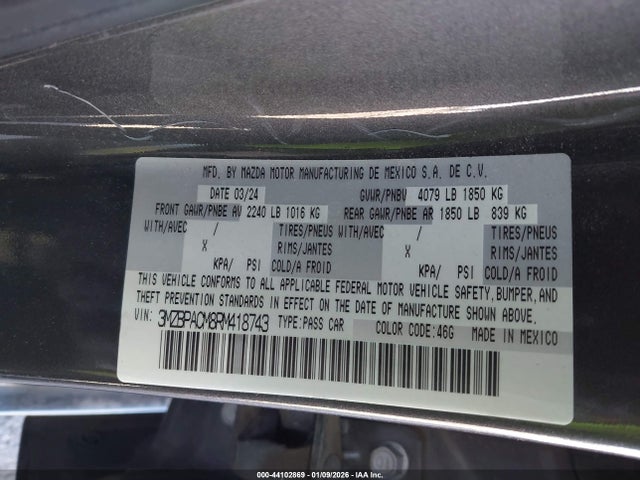 MFD. BY MAZDA MOTOR MANUFACTURING DE MEXICO S.A. DE C.V.
DATE 03/24 GVWR/PNBV 4079 LB 1850 KG
FRONT GAWR/PNBE AV 2240 LB 1016 KG REAR GAWR/PNBE AR 1850 LB 839 KG
WITH/AVEC / TIRES/PNEUS WITH/AVEC / TIRES/PNEUS
X RIMS/JANTES X RIMS/JANTES
KPA/ PSI COLD/A FROID KPA/ PSI COLD/A FROID
THIS VEHICLE CONFORMS TO ALL APPLICABLE FEDERAL MOTOR VEHICLE SAFETY, BUMPER, AND
THEFT PREVENTION STANDARDS IN EFFECT ON THE DATE OF MANUFACTURE SHOWN ABOVE.
VIN: 3MZBPACM8RM418743 TYPE:PASS CAR COLOR CODE:46G MADE IN MEXICO
000-44102869 - 01/09/2026 - IAAI.COM